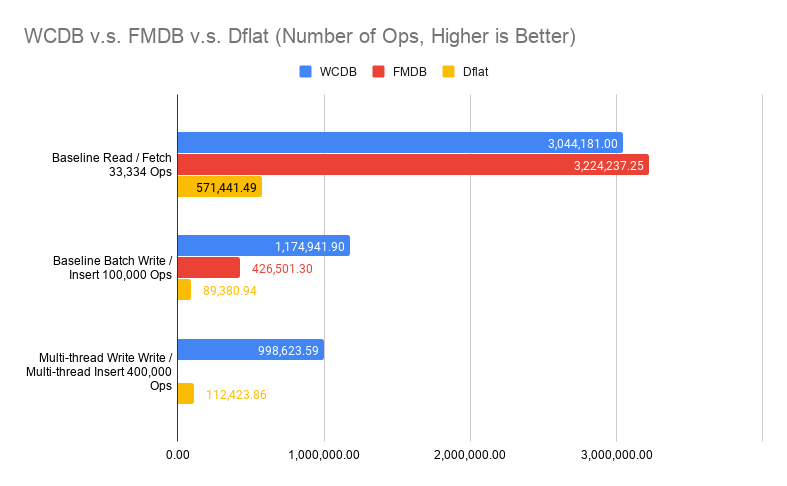 WCDB v.s. FMDB v.s. Dflat (Number of Ops, Higher is Better)
WCDB FMDB Dflat
Baseline Read / Fetch
33,334 Ops
3,044,181.00
3,224,237.25
571,441.49
Baseline Batch Write /
Insert 100,000 Ops
1,174,941.90
426,501.30
89,380.94
Multi-thread Write Write /
Multi-thread Insert 400,000
Ops
998,623.59
112,423.86
0.00 1,000,000.00 2,000,000.00 3,000,000.00